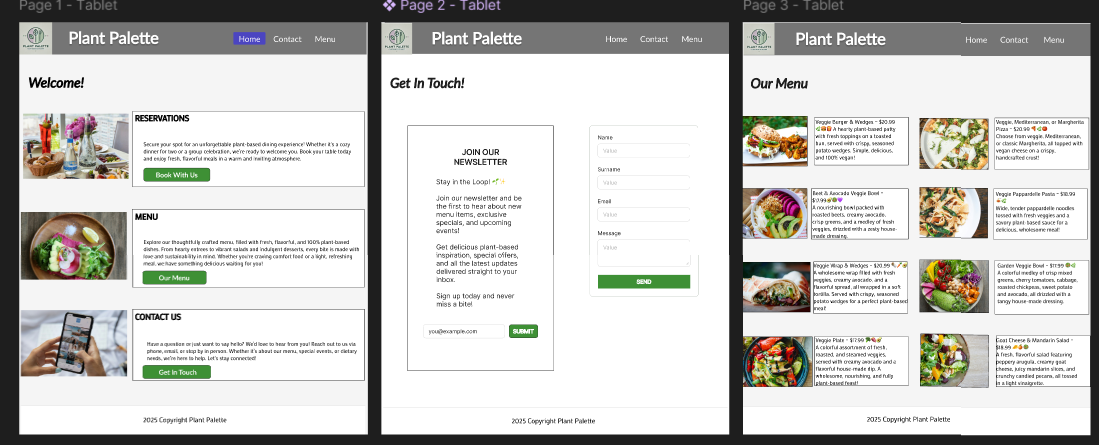 Page 1 - Tablet
Plant Palette
Home Contact Menu
Welcome!
RESERVATIONS
Secure your spot for an unforgettable plant-based dining experience! Whether it's a cozy
dinner for two or a group celebration, we're ready to welcome you. Book your table today
and enjoy fresh, flavorful meals in a warm and inviting atmosphere.
Book With Us
MENU
Explore our thoughtfully crafted menu, filled with fresh, flavorful, and 100% plant-based
dishes. From hearty entrees to vibrant salads and indulgent desserts, every bite is made with
love and sustainability in mind. Whether you're craving comfort food or a light, refreshing
meal, we have something delicious waiting for you!
Our Menu
CONTACT US
Have a question or just want to say hello? We'd love to hear from you! Reach out to us via
phone, email, or stop by in person. Whether it's about our menu, special events, or dietary
needs, we're here to help. Let's stay connected!
Get In Touch
2025 Copyright Plant Palette
Page 2 - Tablet
Plant Palette
Home Contact Menu
Get In Touch!
JOIN OUR
NEWSLETTER
Stay in the Loop! 🌱✨
Join our newsletter and be
the first to hear about new
menu items, exclusive
specials, and upcoming
events!
Get delicious plant-based
inspiration, special offers,
and all the latest updates
delivered straight to your
inbox.
Sign up today and never
miss a bite!
you@example.com SUBMIT
Name
Value
Surname
Value
Email
Value
Message
Value
SEND
2025 Copyright Plant Palette
Page 3 - Tablet
Plant Palette
Home Contact Menu
Our Menu
Veggie Burger & Wedges – $20.99
A hearty plant-based patty
with fresh toppings on a toasted
bun, served with crisp, seasoned
potato wedges. Simple, delicious,
and 100% vegan!
Veggie, Mediterranean, or Margherita
Pizza – $20.99
Choose from veggie, Mediterranean,
or classic Margherita, all topped with
vegan cheese on a crispy,
handcrafted crust!
Beet & Avocado Veggie Bowl –
$17.99
A nourishing bowl packed with
roasted beets, creamy avocado,
crisp greens, and a medley of fresh
veggies, drizzled with a zesty house-
made dressing.
Veggie Pappardelle Pasta – $18.99
Wide, tender pappardelle noodles
tossed with fresh veggies and a
savory plant-based sauce for a
delicious, wholesome meal!
Veggie Wrap & Wedges – $20.99
A wholesome wrap filled with fresh
veggies, creamy avocado, and a
flavorful spread, all wrapped in a soft
tortilla. Served with crispy, seasoned
potato wedges for a perfect plant-based
meal!
Garden Veggie Bowl – $17.99
A colorful medley of crisp mixed
greens, cherry tomatoes, cabbage,
roasted chickpeas, sweet potato
and avocado, all drizzled with a
tangy house-made dressing.
Veggie Plate – $17.99
A colorful assortment of fresh,
roasted, and steamed veggies,
served with creamy avocado and a
flavorful house-made dip. A
wholesome, nourishing, and fully
plant-based feast!
Goat Cheese & Mandarin Salad –
$18.99
A fresh, flavorful salad featuring
peppery arugula, creamy goat
cheese, juicy mandarin slices, and
crunchy candied pecans, all tossed
in a light vinaigrette.
2025 Copyright Plant Palette